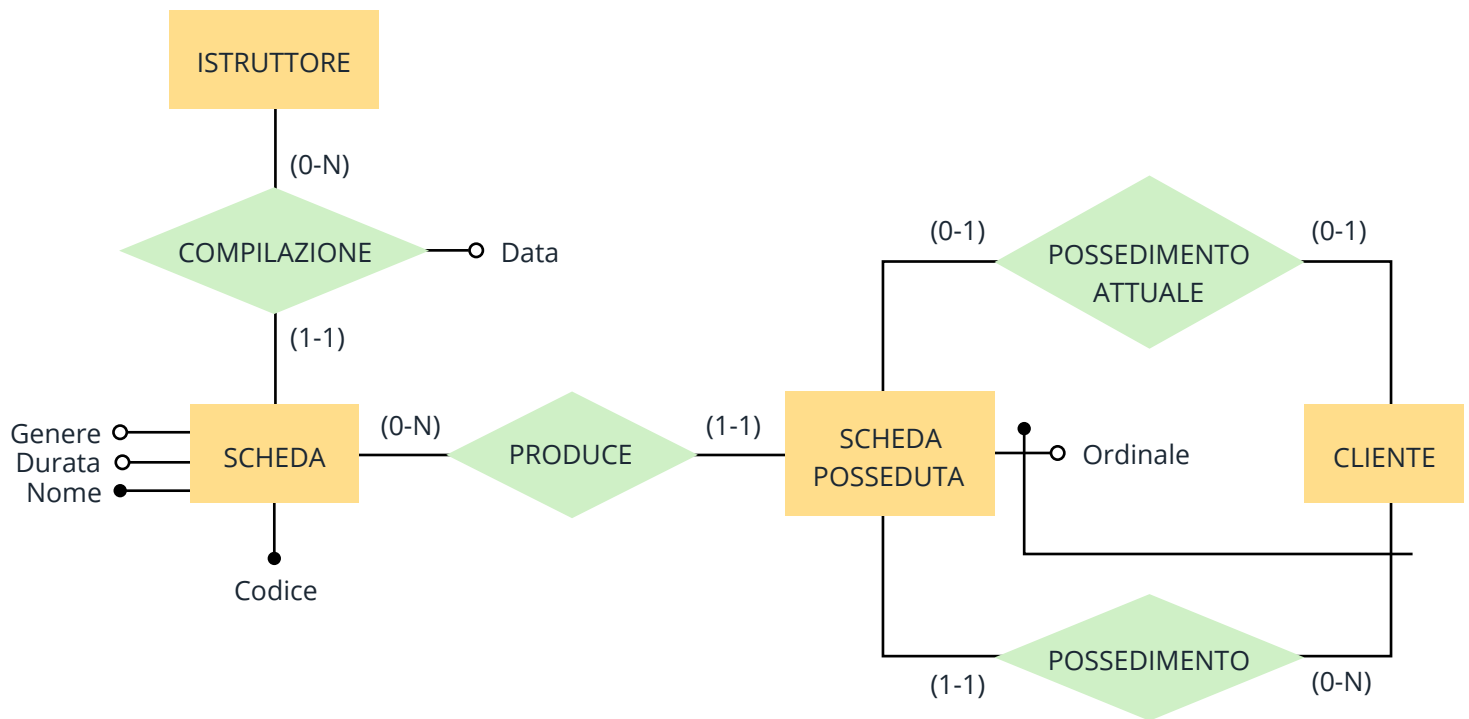 ISTRUTTORE
(0-N)
COMPILAZIONE
Data
(1-1)
Genere
Durata
Nome
SCHEDA
Codice
(0-N)
PRODUCE
(1-1)
SCHEDA
POSSEDUTA
Ordinale
(0-1)
POSSEDIMENTO
ATTUALE
(0-1)
CLIENTE
(1-1)
POSSEDIMENTO
(0-N)